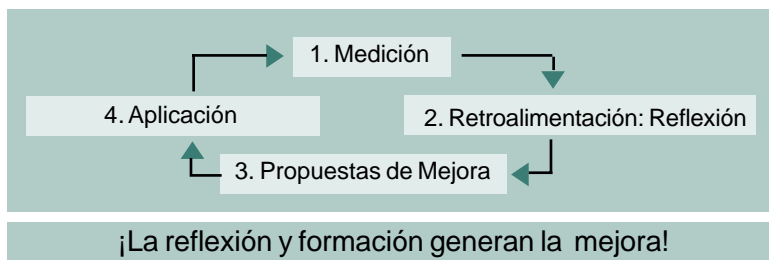 1. Medición
4. Aplicación
2. Retroalimentación: Reflexión
3. Propuestas de Mejora
¡La reflexión y formación generan la mejora!